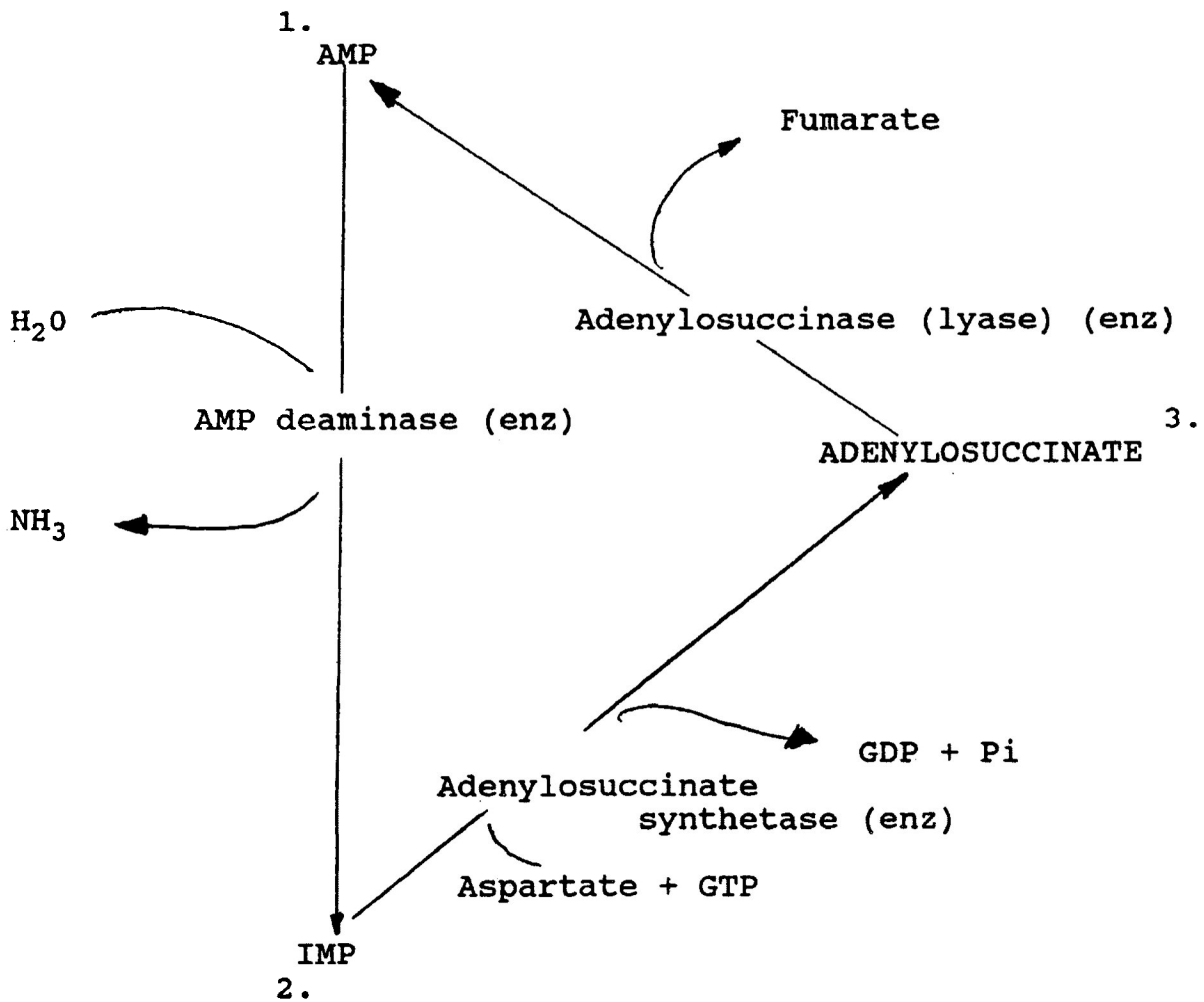 1.
AMP
Fumarate
H₂O
Adenylosuccinase (lyase) (enz)
AMP deaminase (enz)
3.
ADENYLOSUCCINATE
NH₃
GDP + Pi
Adenylosuccinate
synthetase (enz)
Aspartate + GTP
IMP
2.